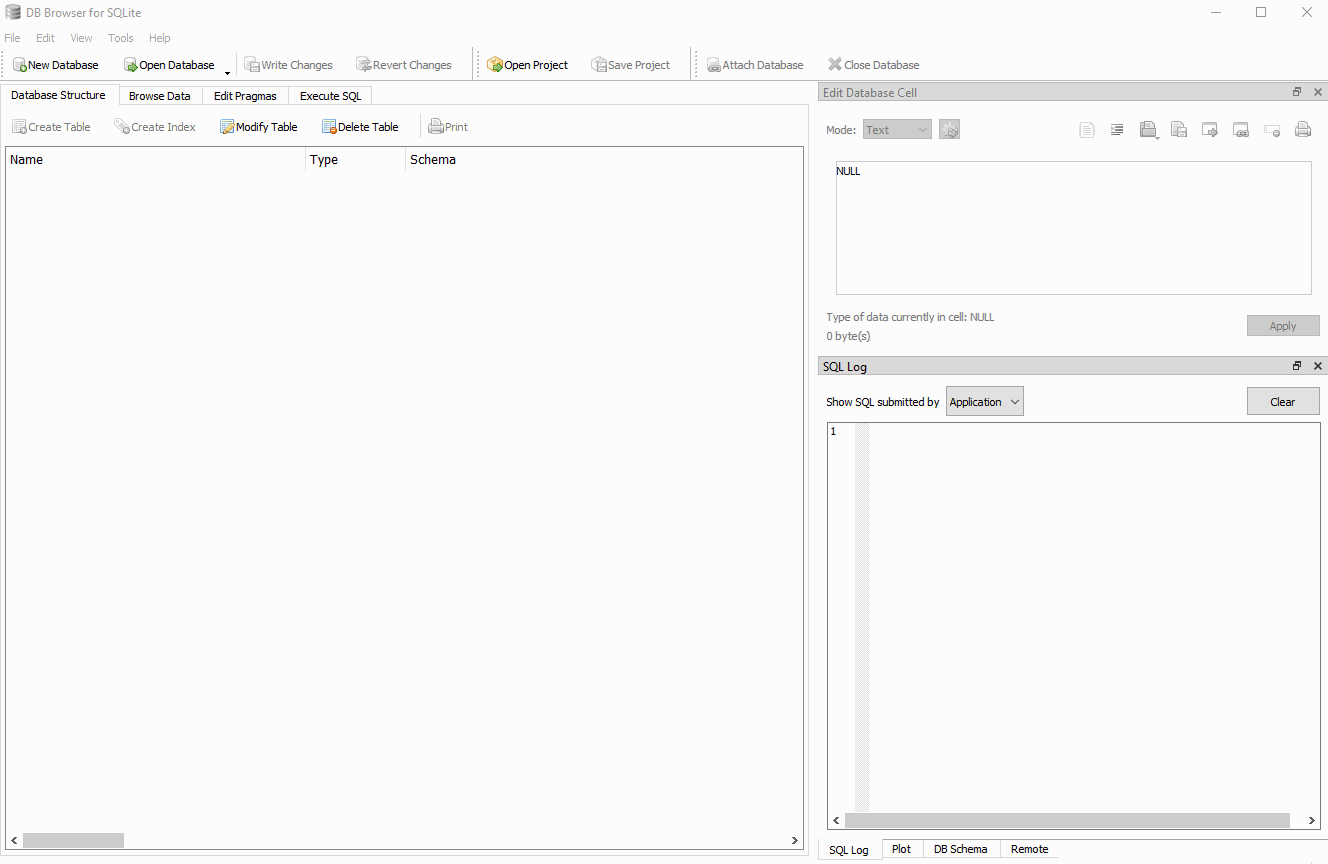 DB Browser for SQLite
File Edit View Tools Help
New Database Open Database Write Changes Revert Changes Open Project Save Project Attach Database Close Database
Database Structure Browse Data Edit Pragmas Execute SQL
Create Table Create Index Modify Table Delete Table Print
Name Type Schema
Edit Database Cell
Mode: Text
NULL
Type of data currently in cell: NULL
0 byte(s)
Apply
SQL Log
Show SQL submitted by Application Clear
1
SQL Log Plot DB Schema Remote